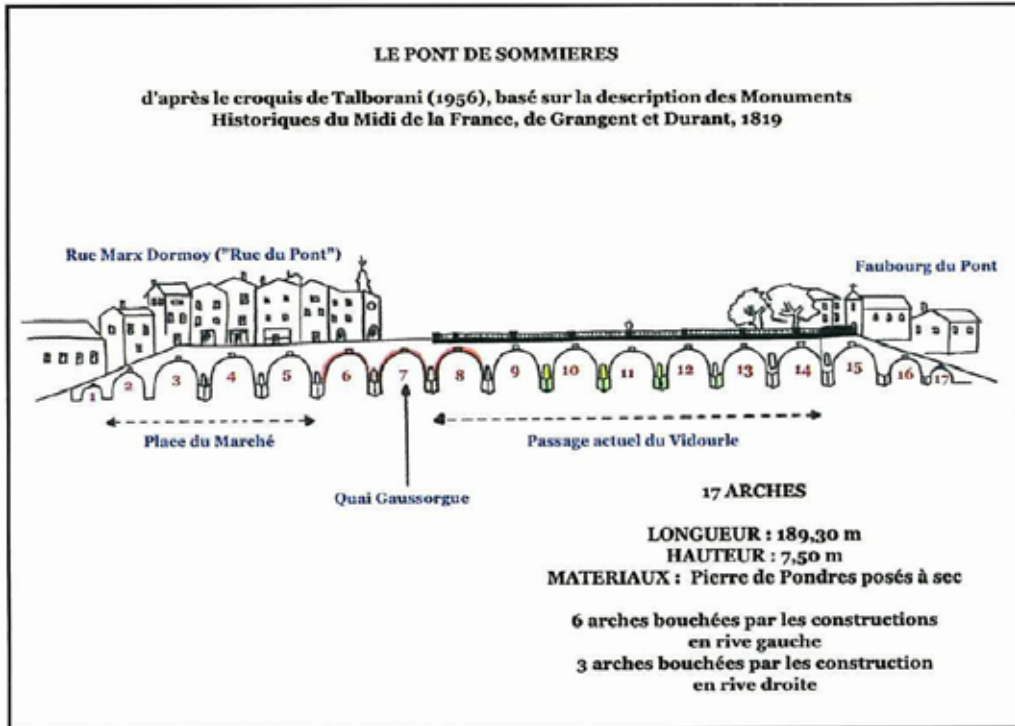 LE PONT DE SOMMIERES
d'après le croquis de Talborani (1956), basé sur la description des Monuments
Historiques du Midi de la France, de Grangent et Durant, 1819
Rue Marx Dormoy ("Rue du Pont")
Faubourg du Pont
1 2 3 4 5 6 7 8 9 10 11 12 13 14 15 16 17
Place du Marché
Passage actuel du Vidourle
Quai Gaussorgue
17 ARCHES
LONGUEUR : 189,30 m
HAUTEUR : 7,50 m
MATERIAUX : Pierre de Pondres posés à sec
6 arches bouchées par les constructions
en rive gauche
3 arches bouchées par les construction
en rive droite